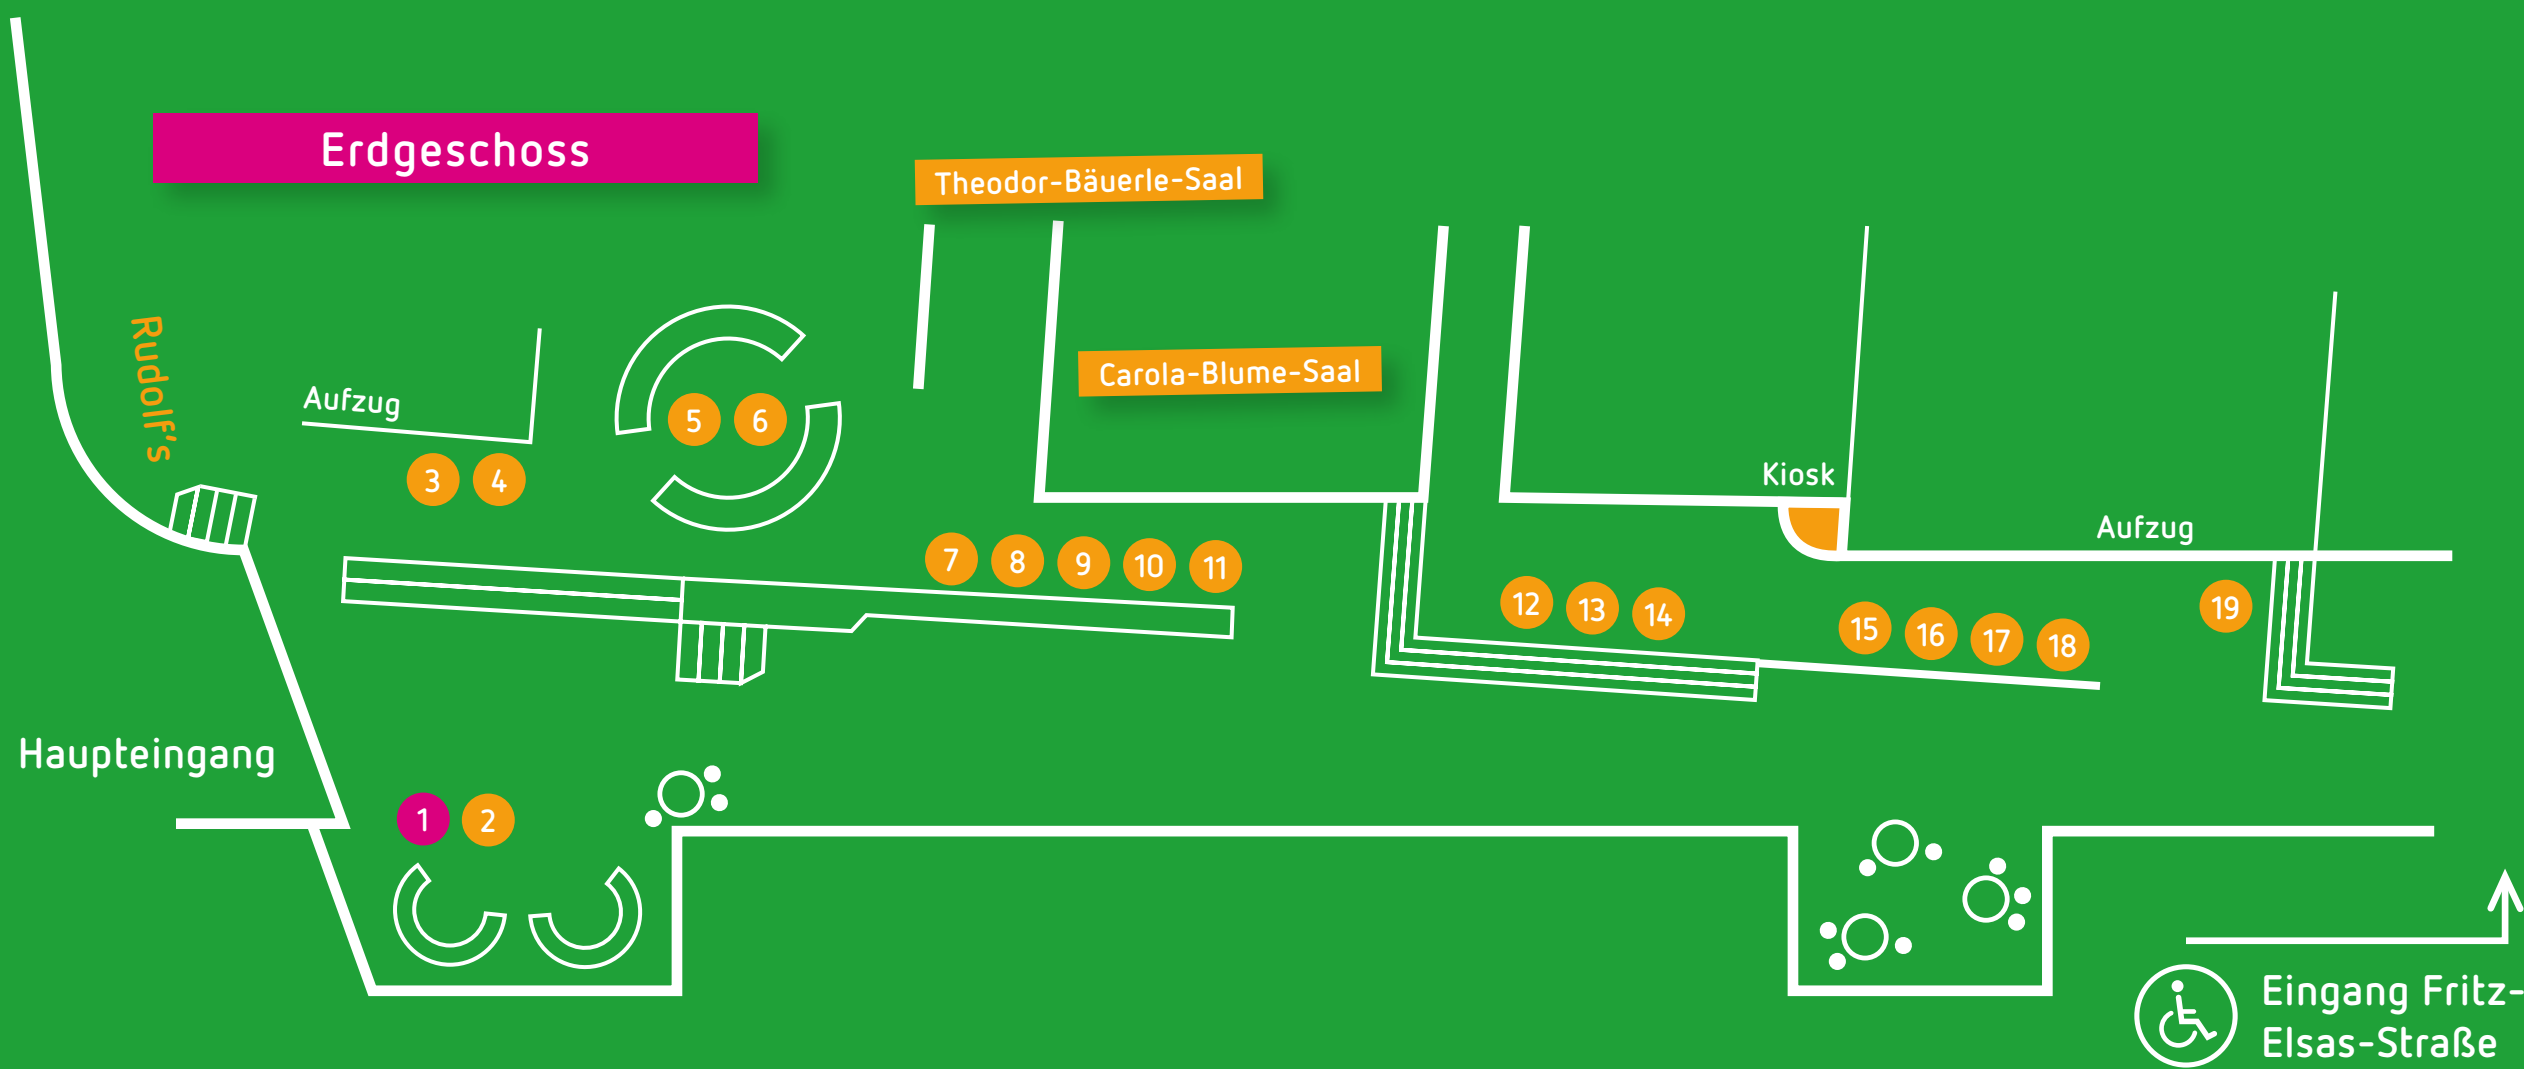 Erdgeschoss
Theodor-Bäuerle-Saal
Rudolf's
Carola-Blume-Saal
Aufzug
5 6
3 4
Kiosk
Aufzug
7 8 9 10 11
12 13 14
15 16 17 18
19
Haupteingang
1 2
Eingang Fritz-
Elsas-Straße